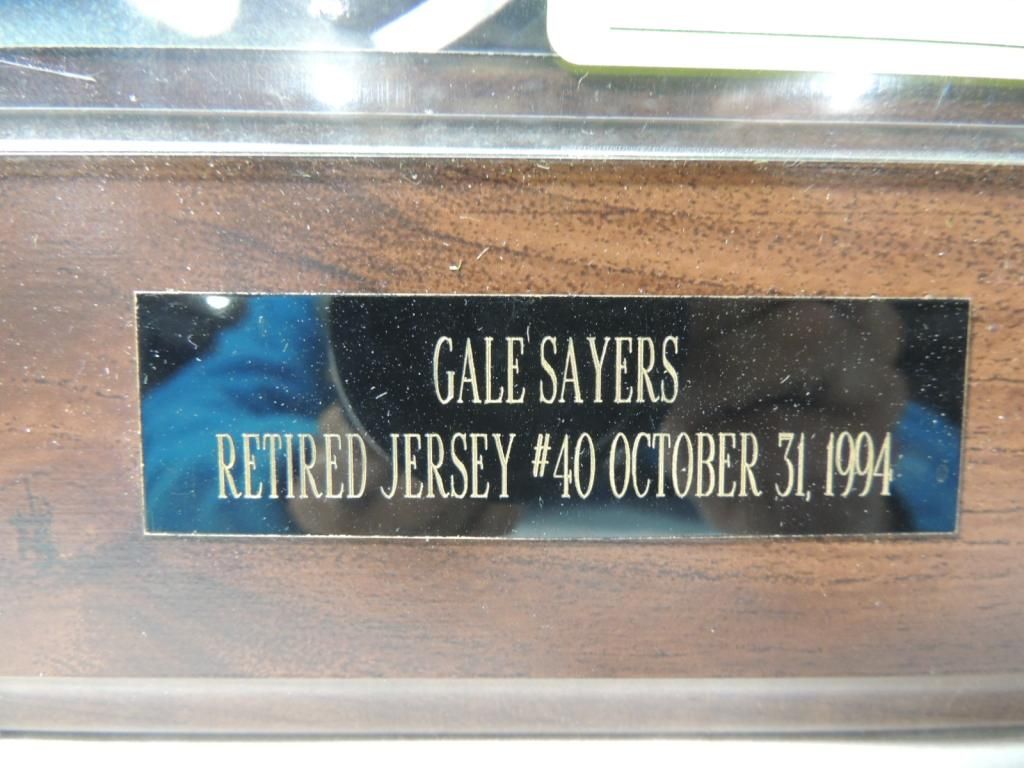 GALE SAYERS
RETIRED JERSEY #40 OCTOBER 31, 1994